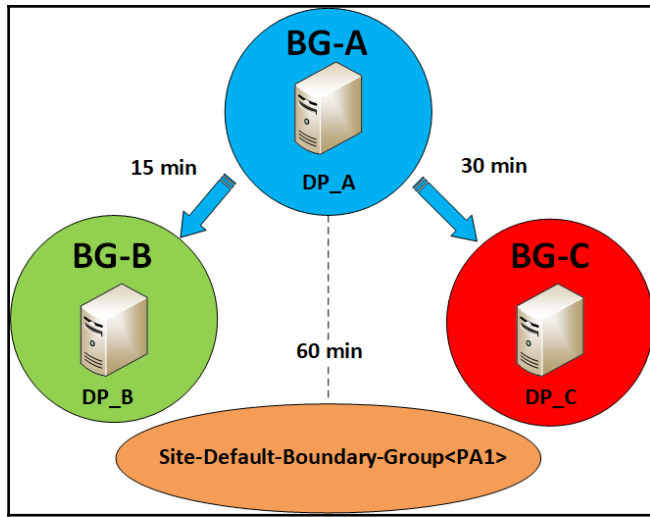 BG-A
DP_A
15 min
30 min
BG-B
DP_B
BG-C
DP_C
60 min
Site-Default-Boundary-Group<PA1>